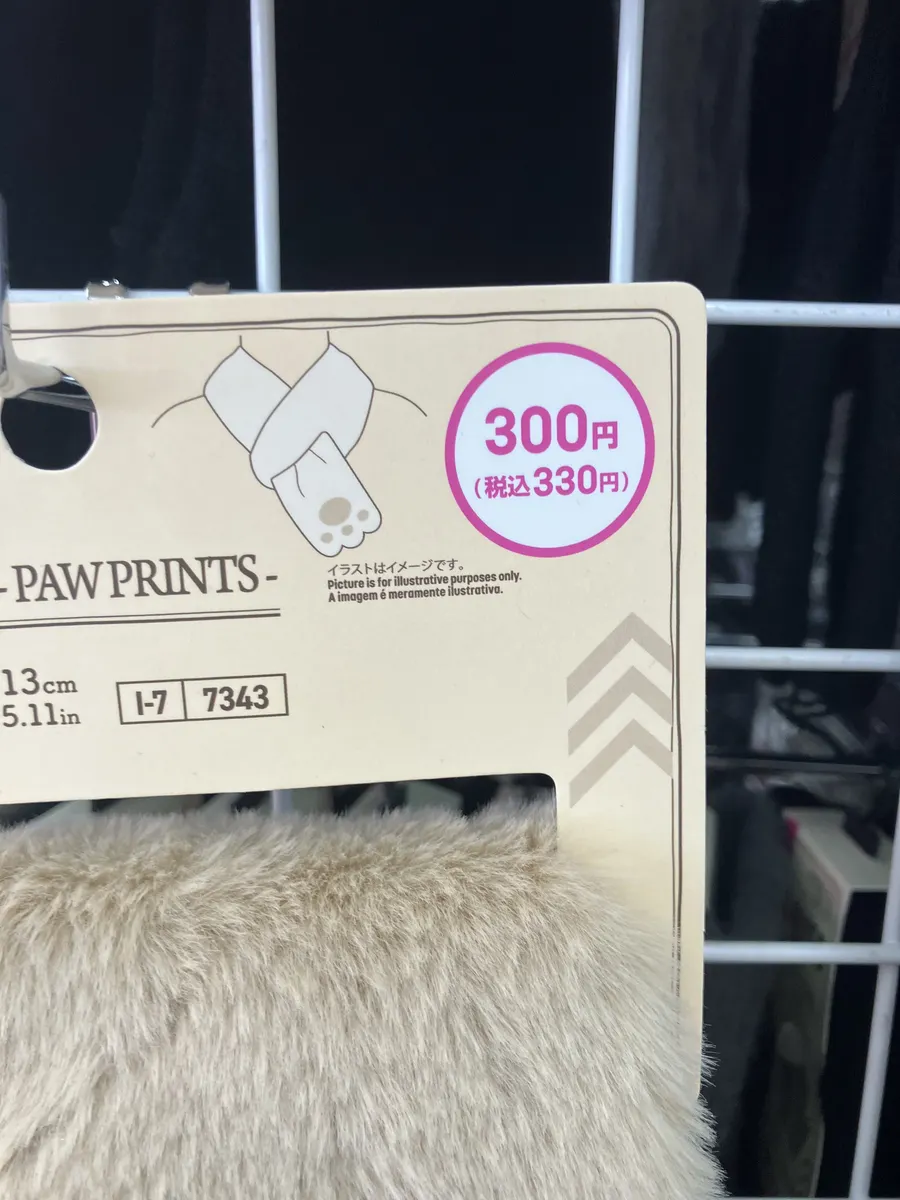 300円
(税込330円)
イラストはイメージです。
Picture is for illustrative purposes only.
A imagem é meramente ilustrativa.
- PAW PRINTS -
13cm
5.11in
I-7 7343